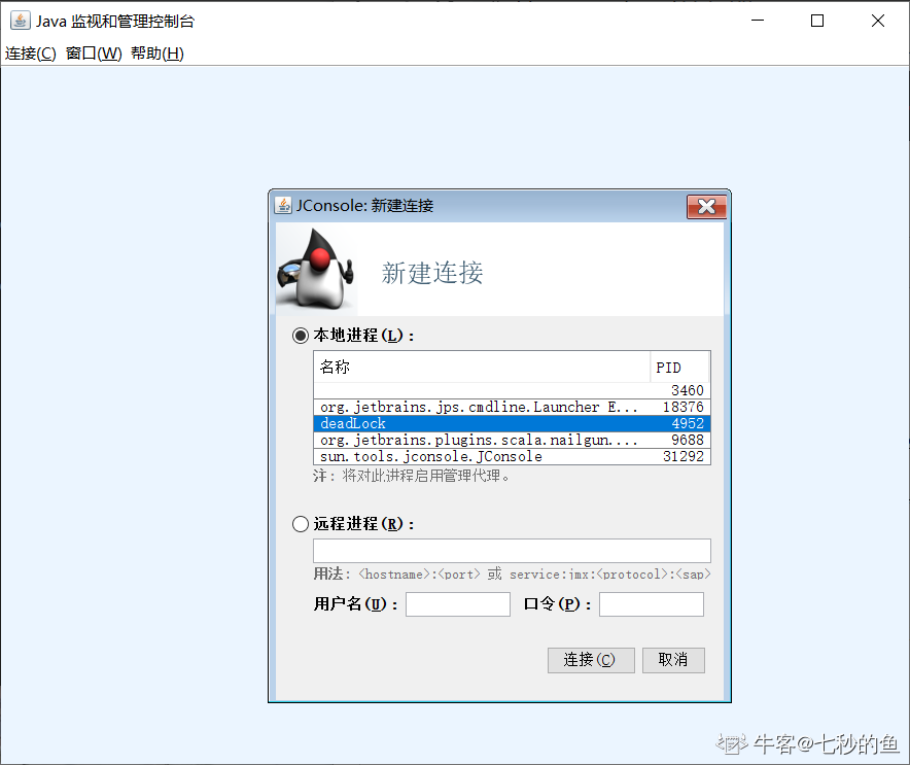 Java 监视和管理控制台
连接(C) 窗口(W) 帮助(H)
JConsole: 新建连接
新建连接
本地进程(L):
名称 PID
3460
org.jetbrains.jps.cmdline.Launcher E... 18376
deadLock 4952
org.jetbrains.plugins.scala.nailgun.... 9688
sun.tools.jconsole.JConsole 31292
注: 将对此进程启用管理代理。
远程进程(R):
用法: <hostname>:<port> 或 service:jmx:<protocol>:<sap>
用户名(U): 口令(P):
连接(C) 取消
牛客@七秒的鱼